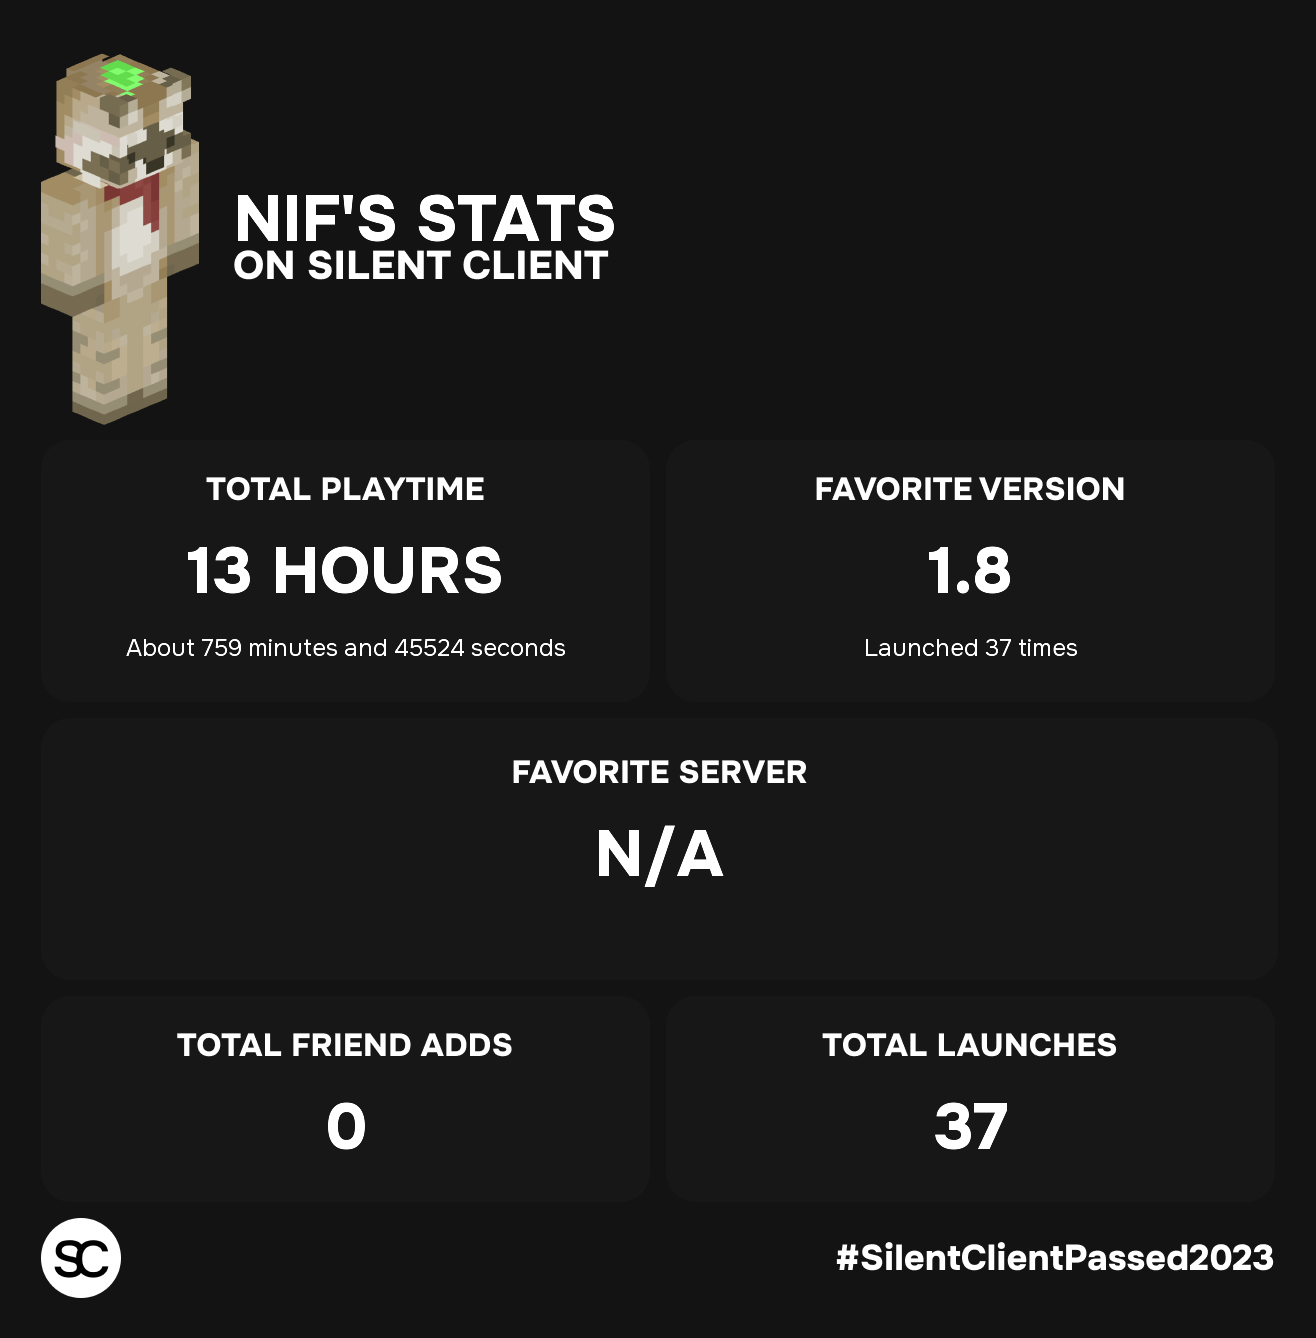 NIF'S STATS
ON SILENT CLIENT
TOTAL PLAYTIME
13 HOURS
About 759 minutes and 45524 seconds
FAVORITE VERSION
1.8
Launched 37 times
FAVORITE SERVER
N/A
TOTAL FRIEND ADDS
0
TOTAL LAUNCHES
37
SC
#SilentClientPassed2023